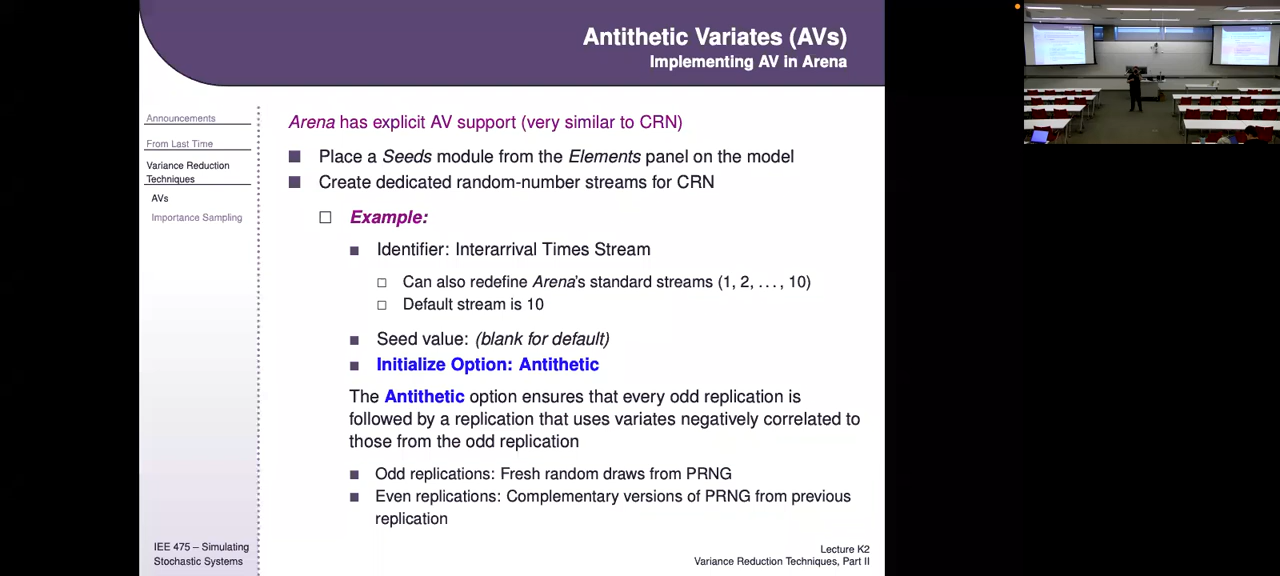 Antithetic Variates (AVs)
Implementing AV in Arena
Announcements
From Last Time
Variance Reduction
Techniques
AVs
Importance Sampling
Arena has explicit AV support (very similar to CRN)
Place a Seeds module from the Elements panel on the model
Create dedicated random-number streams for CRN
Example:
Identifier: Interarrival Times Stream
Can also redefine Arena's standard streams (1, 2, ..., 10)
Default stream is 10
Seed value: (blank for default)
Initialize Option: Antithetic
The Antithetic option ensures that every odd replication is
followed by a replication that uses variates negatively correlated to
those from the odd replication
Odd replications: Fresh random draws from PRNG
Even replications: Complementary versions of PRNG from previous
replication
IEE 475 – Simulating
Stochastic Systems
Lecture K2
Variance Reduction Techniques, Part II